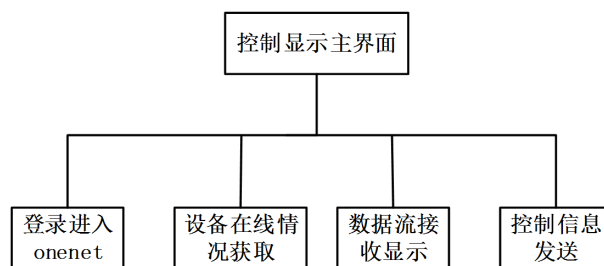 控制显示主界面
登录进入
onenet
设备在线情
况获取
数据流接
收显示
控制信息
发送